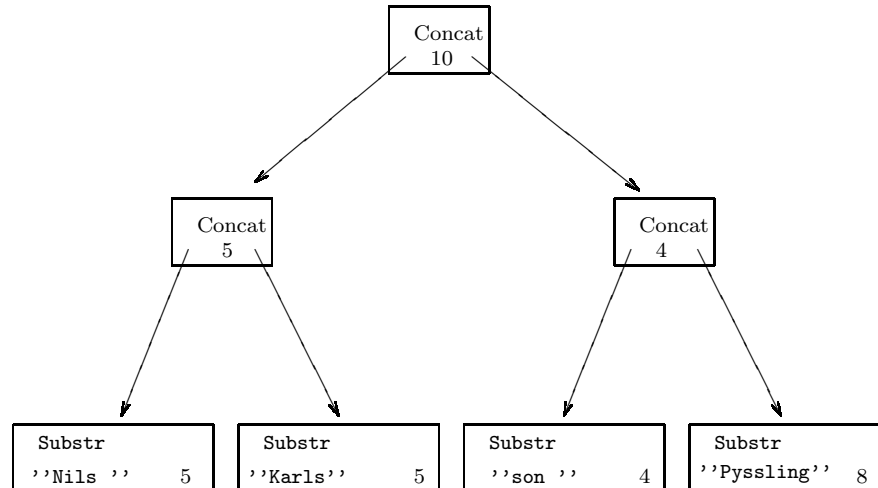 Concat
10
Concat
5
Concat
4
Substr
''Nils '' 5
Substr
''Karls'' 5
Substr
''son '' 4
Substr
''Pyssling'' 8